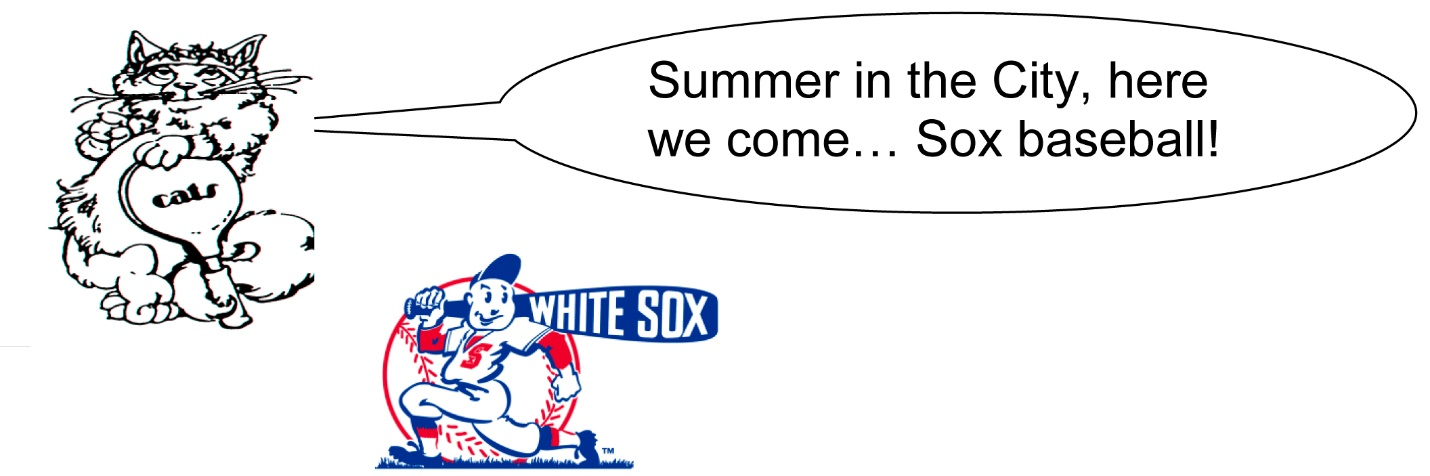 Summer in the City, here
we come… Sox baseball!
cats
WHITE SOX
S
TM